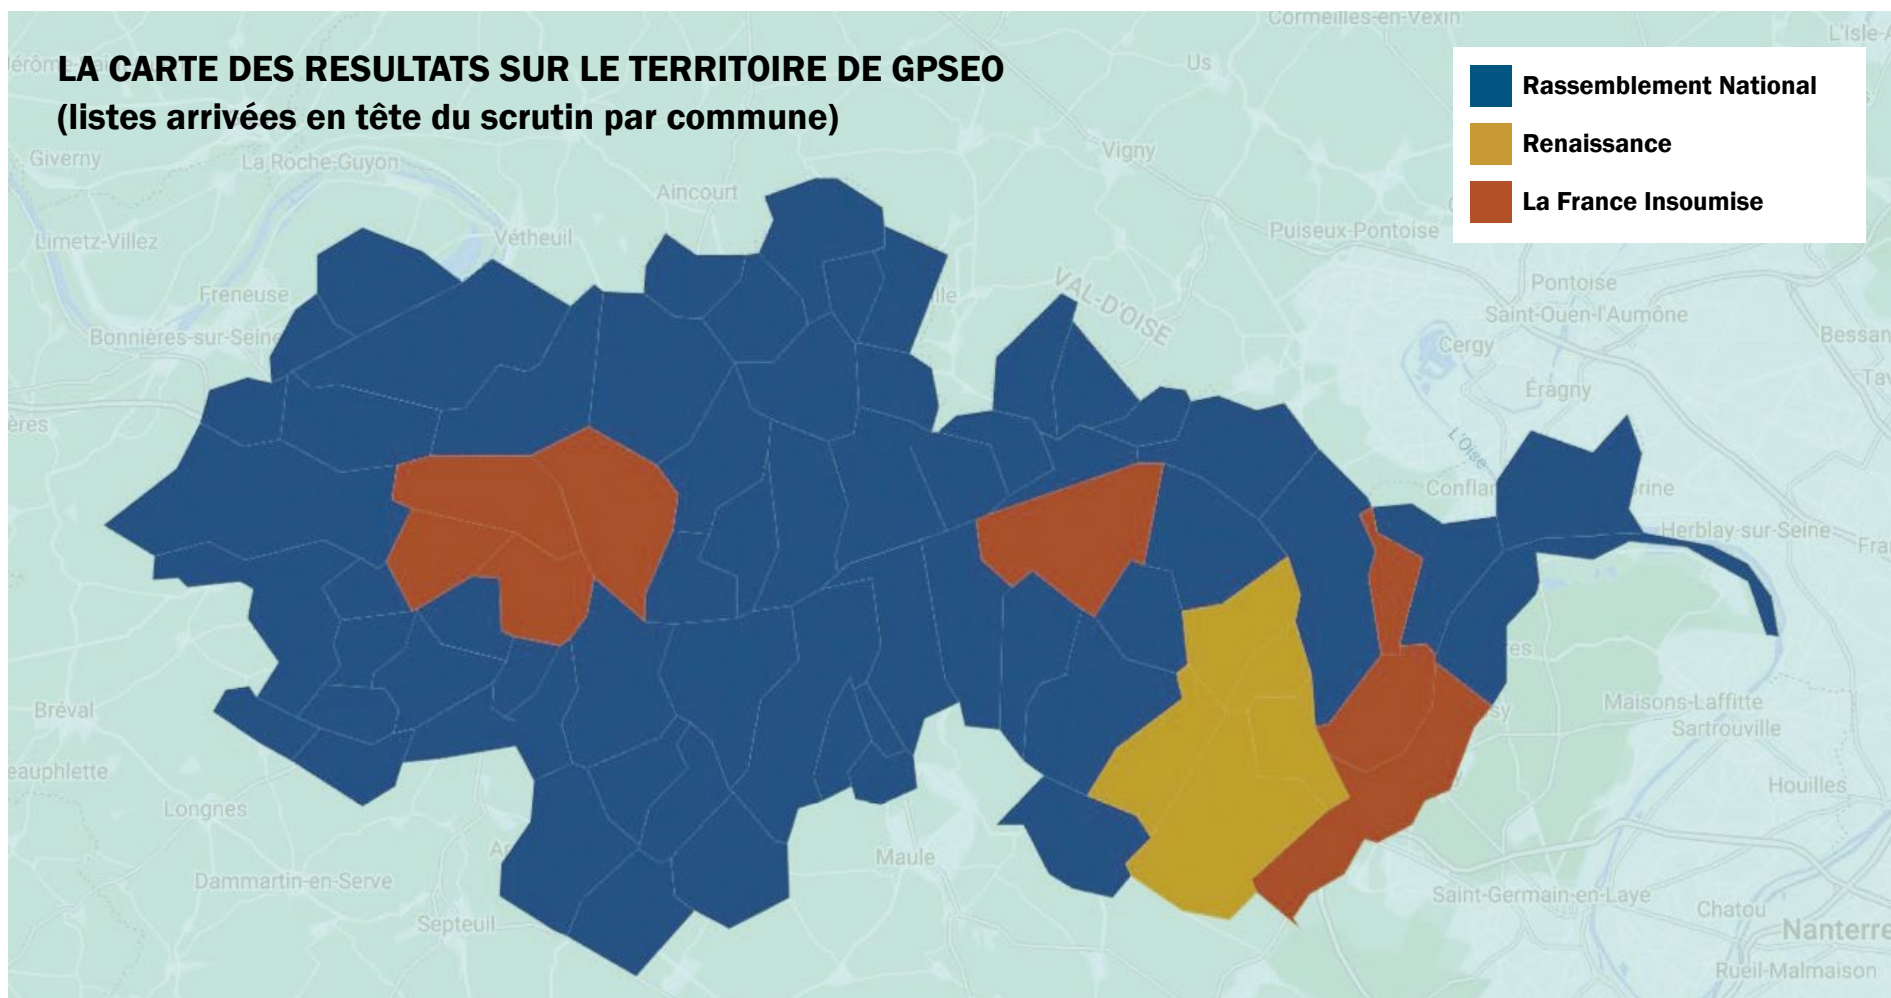 LA CARTE DES RESULTATS SUR LE TERRITOIRE DE GPSEO
(listes arrivées en tête du scrutin par commune)
Rassemblement National
Renaissance
La France Insoumise
Cormeilles-en-Vexin
Us
Giverny
La Roche-Guyon
Vigny
Aincourt
Limetz-Villez
Vétheuil
Puiseux-Pontoise
Freneuse
VAL-D'OISE
Pontoise
Saint-Ouen-l'Aumône
Bonnières-sur-Seine
Cergy
Éragny
L'Oise
Herblay-sur-Seine
Bréval
Maisons-Laffitte
Sartrouville
Houilles
Longnes
Maule
Dammartin-en-Serve
Saint-Germain-en-Laye
Chatou
Septeuil
Nanterre
Rueil-Malmaison